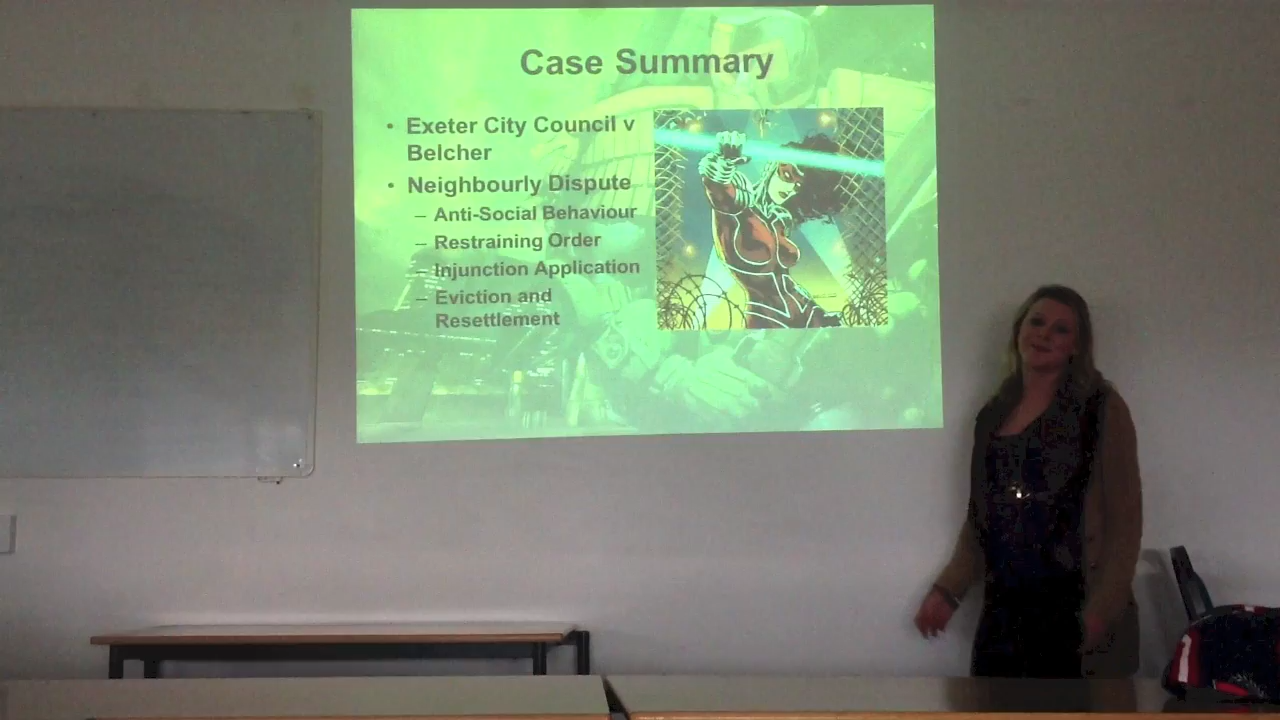 Case Summary
• Exeter City Council v
Belcher
• Neighbourly Dispute
– Anti-Social Behaviour
– Restraining Order
– Injunction Application
– Eviction and
Resettlement